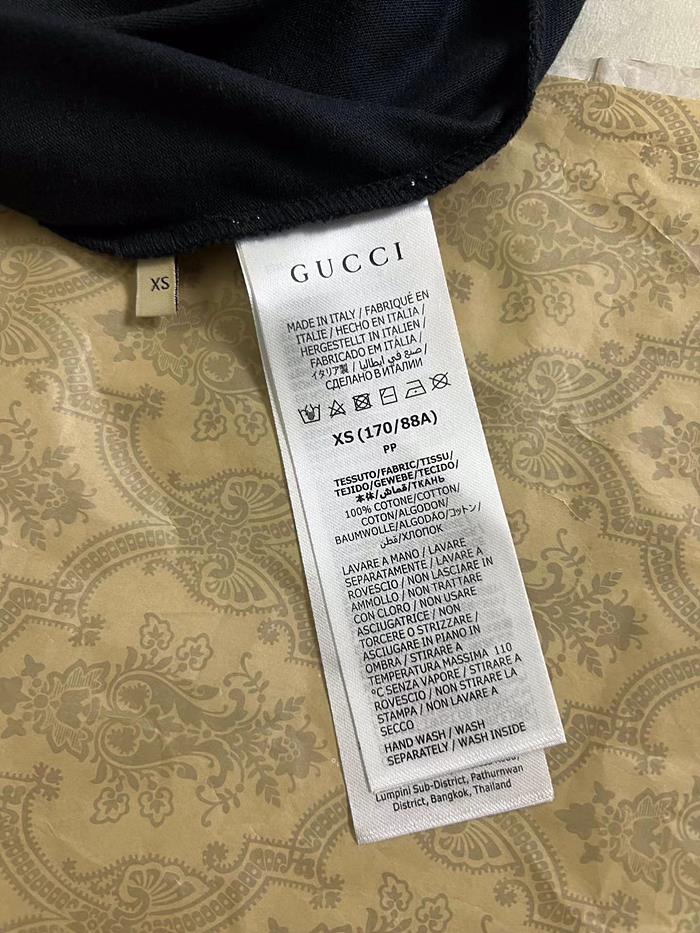 XS
GUCCI
MADE IN ITALY / FABRIQUÉ EN
ITALIE / HECHO EN ITALIA /
HERGESTELLT IN ITALIEN /
FABRICADO EM ITÁLIA /
イタリア製 / صنع في إيطاليا /
СДЕЛАНО В ИТАЛИИ
XS (170/88A)
PP
TESSUTO/FABRIC/TISSU/
TEJIDO/GEWEBE/TECIDO/
本体/قماش/ТКАНЬ
100% COTONE/COTTON/
COTON/ALGODON/
BAUMWOLLE/ALGODÃO/コットン/
قطن/ХЛОПОК
LAVARE A MANO / LAVARE
SEPARATAMENTE / LAVARE A
ROVESCIO / NON LASCIARE IN
AMMOLLO / NON TRATTARE
CON CLORO / NON USARE
ASCIUGATRICE / NON
TORCERE O STRIZZARE /
ASCIUGARE IN PIANO IN
OMBRA / STIRARE A
TEMPERATURA MASSIMA 110
°C SENZA VAPORE / STIRARE A
ROVESCIO / NON STIRARE LA
STAMPA / NON LAVARE A
SECCO
HAND WASH / WASH
SEPARATELY / WASH INSIDE
Lumpini Sub-District, Pathumwan
District, Bangkok, Thailand